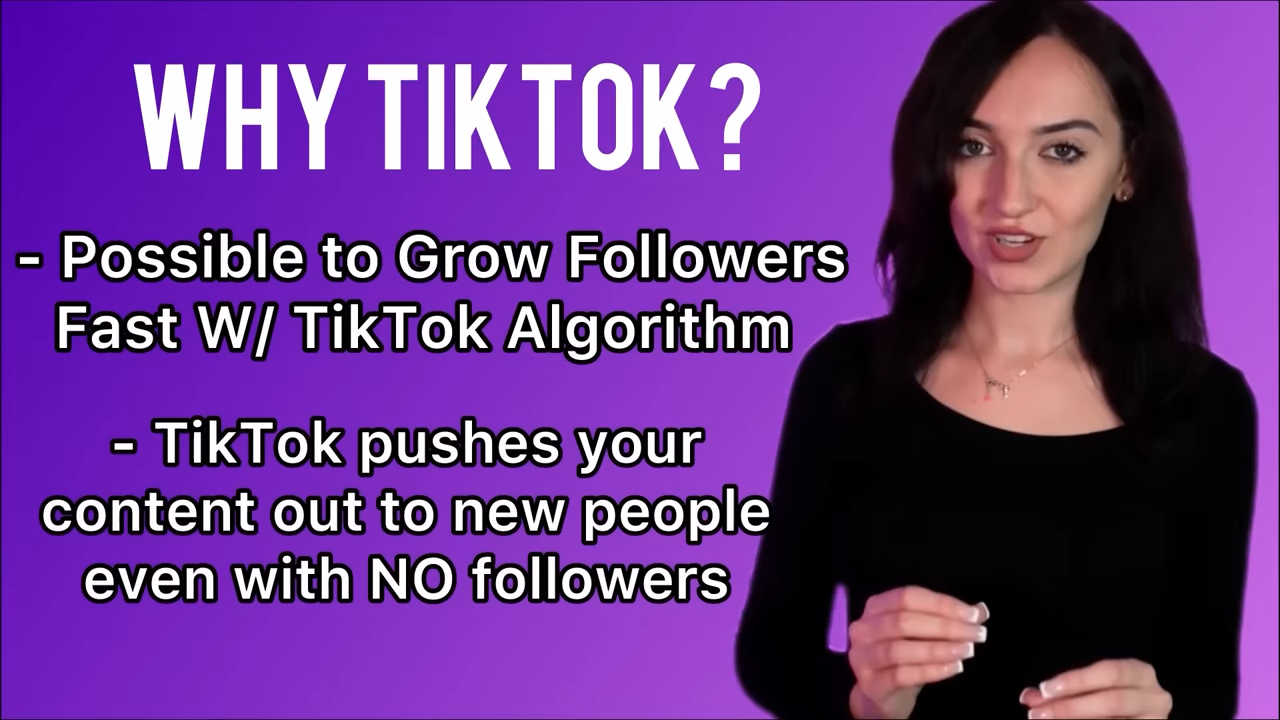 WHY TIKTOK?
- Possible to Grow Followers
Fast W/ TikTok Algorithm
- TikTok pushes your
content out to new people
even with NO followers